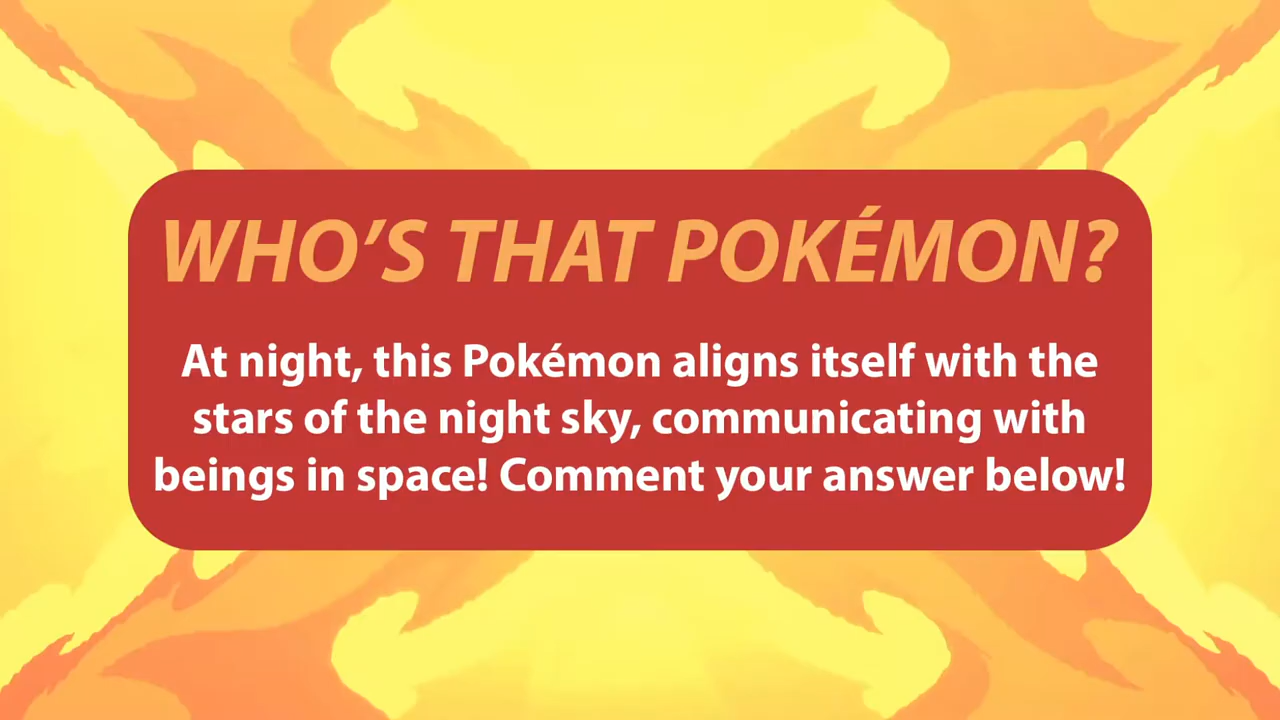 WHO’S THAT POKÉMON?
At night, this Pokémon aligns itself with the
stars of the night sky, communicating with
beings in space! Comment your answer below!